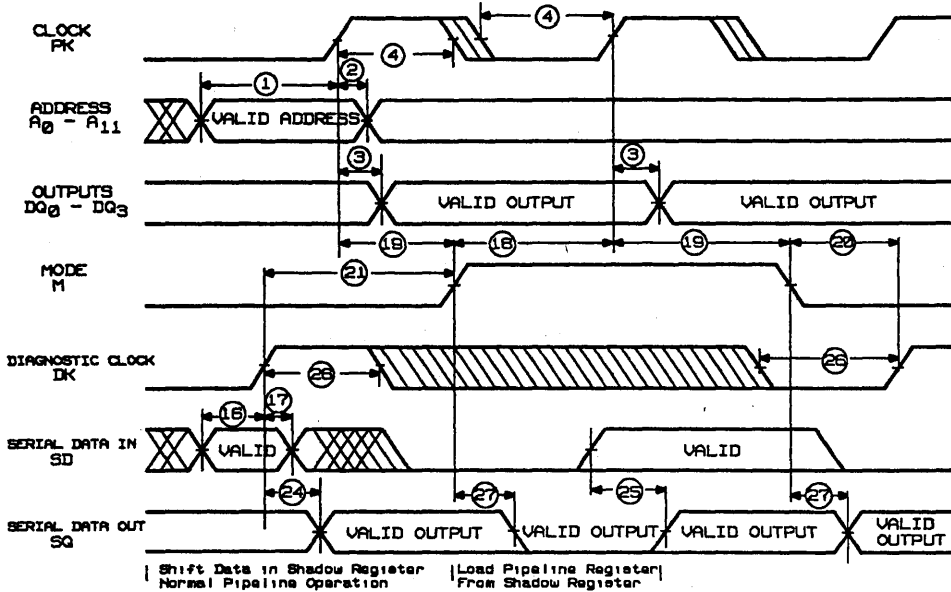 CLOCK
PK
4
4
1
2
ADDRESS
A0 - A11
VALID ADDRESS
3
3
OUTPUTS
DQ0 - DQ3
VALID OUTPUT
VALID OUTPUT
19
18
19
20
MODE
M
21
DIAGNOSTIC CLOCK
DK
26
26
16
17
SERIAL DATA IN
SD
VALID
VALID
24
27
25
27
SERIAL DATA OUT
SQ
VALID OUTPUT
VALID OUTPUT
VALID OUTPUT
VALID
OUTPUT
Shift Data in Shadow Register
Normal Pipeline Operation
Load Pipeline Register
From Shadow Register